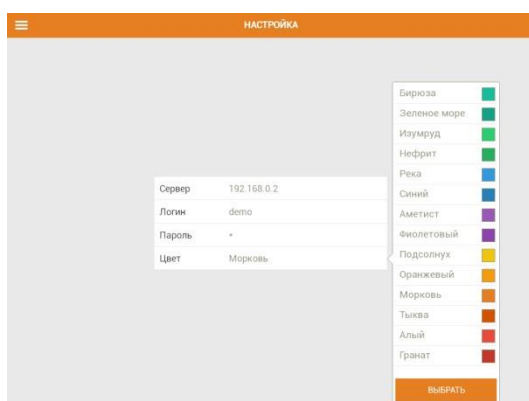 НАСТРОЙКА
Сервер 192.168.0.2
Логин demo
Пароль •
Цвет Морковь
Бирюза
Зеленое море
Изумруд
Нефрит
Река
Синий
Аметист
Фиолетовый
Подсолнух
Оранжевый
Морковь
Тыква
Алый
Гранат
ВЫБРАТЬ